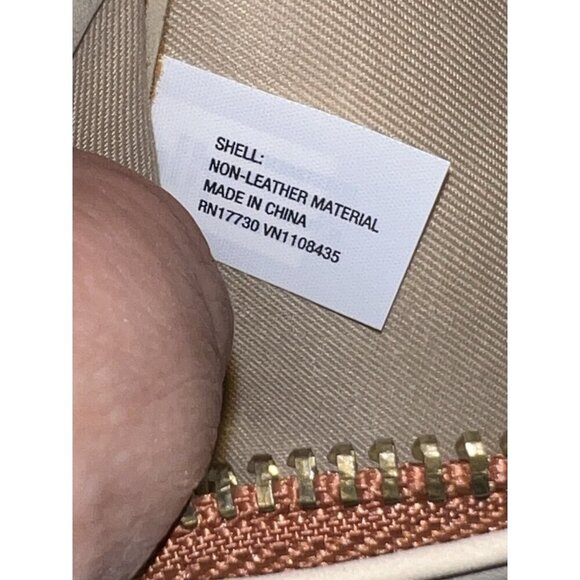 SHELL:
NON-LEATHER MATERIAL
MADE IN CHINA
RN17730 VN1108435